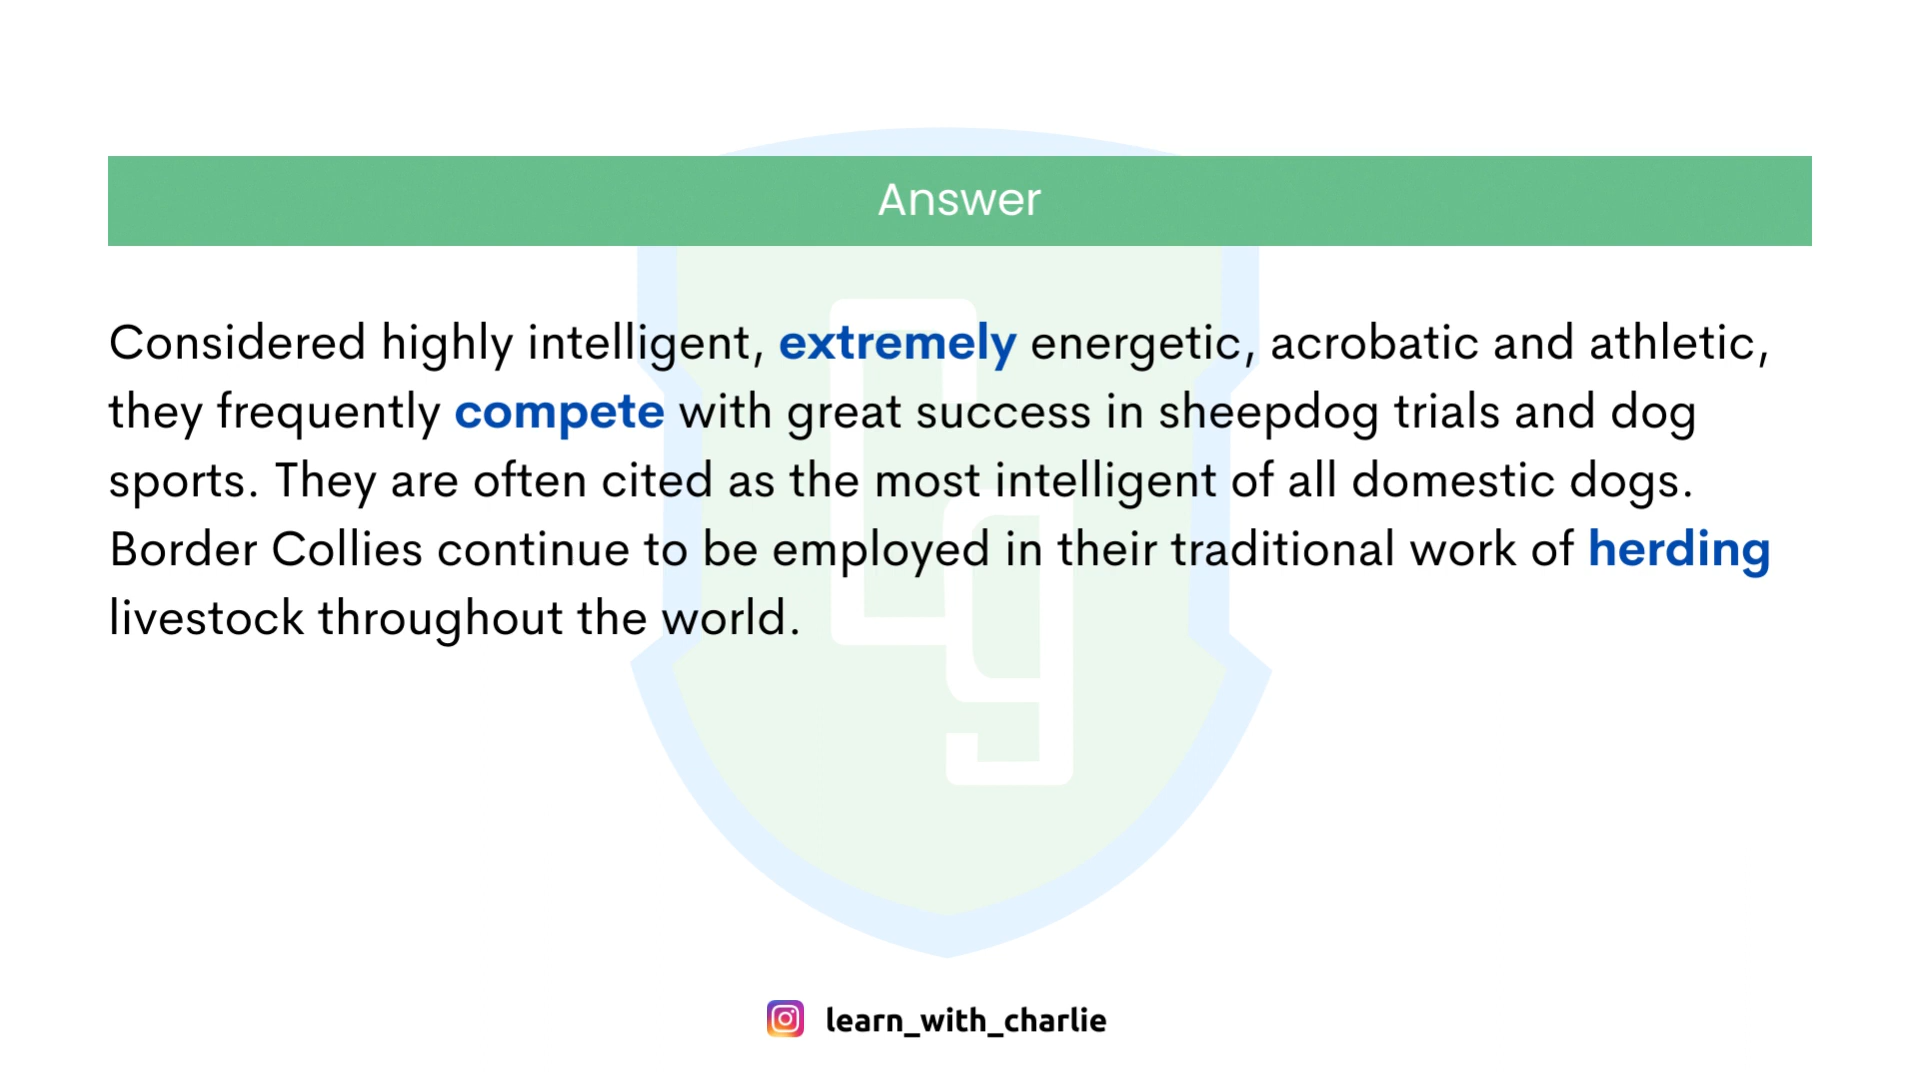 Answer
Considered highly intelligent, extremely energetic, acrobatic and athletic,
they frequently compete with great success in sheepdog trials and dog
sports. They are often cited as the most intelligent of all domestic dogs.
Border Collies continue to be employed in their traditional work of herding
livestock throughout the world.
Lg
learn_with_charlie